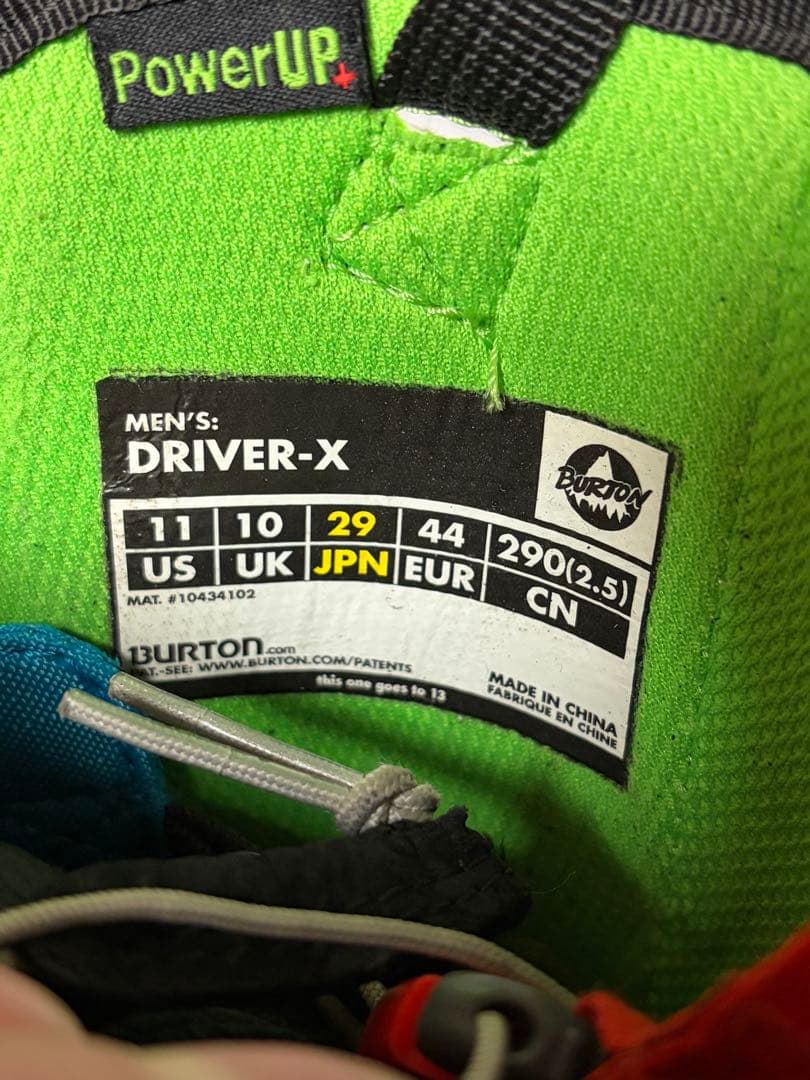 PowerUP+
MEN'S:
DRIVER-X
BURTON
11 10 29 44 290(2.5)
US UK JPN EUR CN
MAT. #10434102
BURTON.com
PAT.-SEE: WWW.BURTON.COM/PATENTS
this one goes to 13
MADE IN CHINA
FABRIQUE EN CHINE